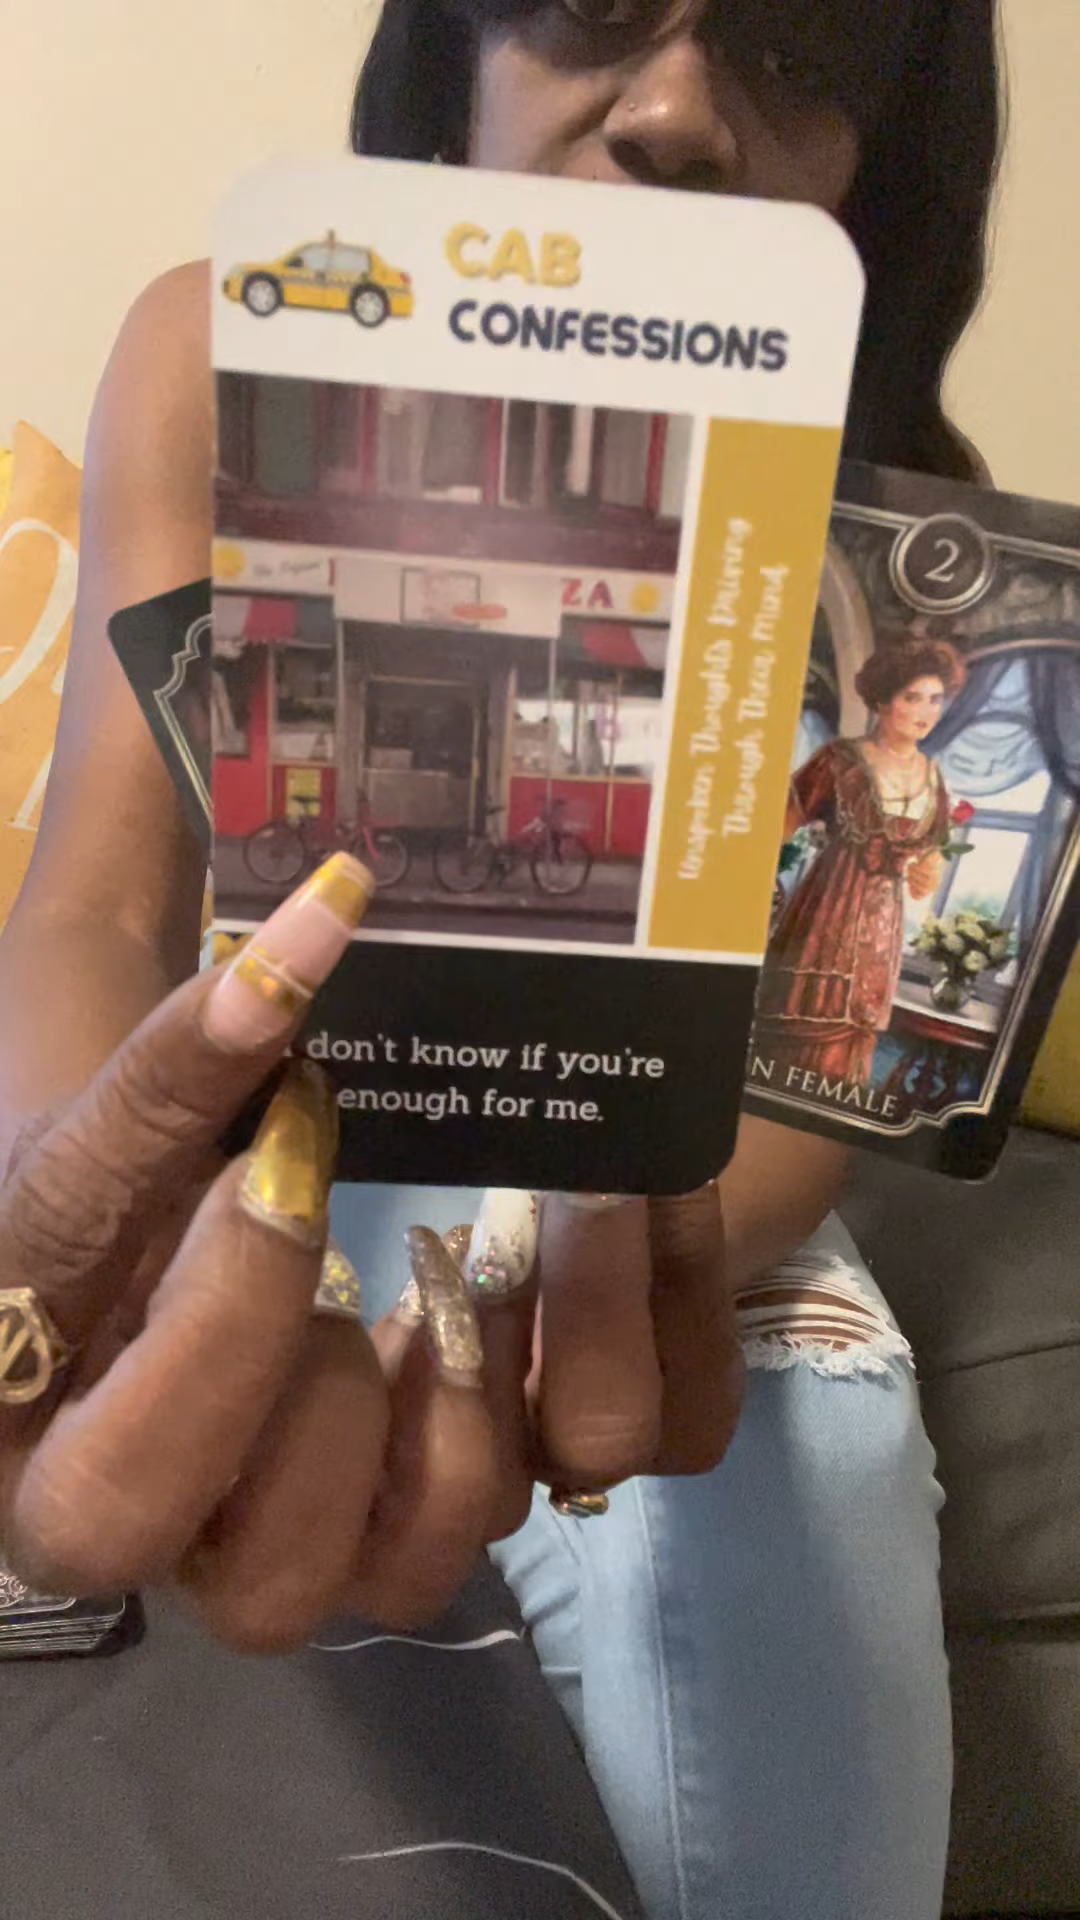 CAB
CONFESSIONS
ZA
Unspoken Thoughts Driving
Through Their Mind
2
don't know if you're
enough for me.
N FEMALE